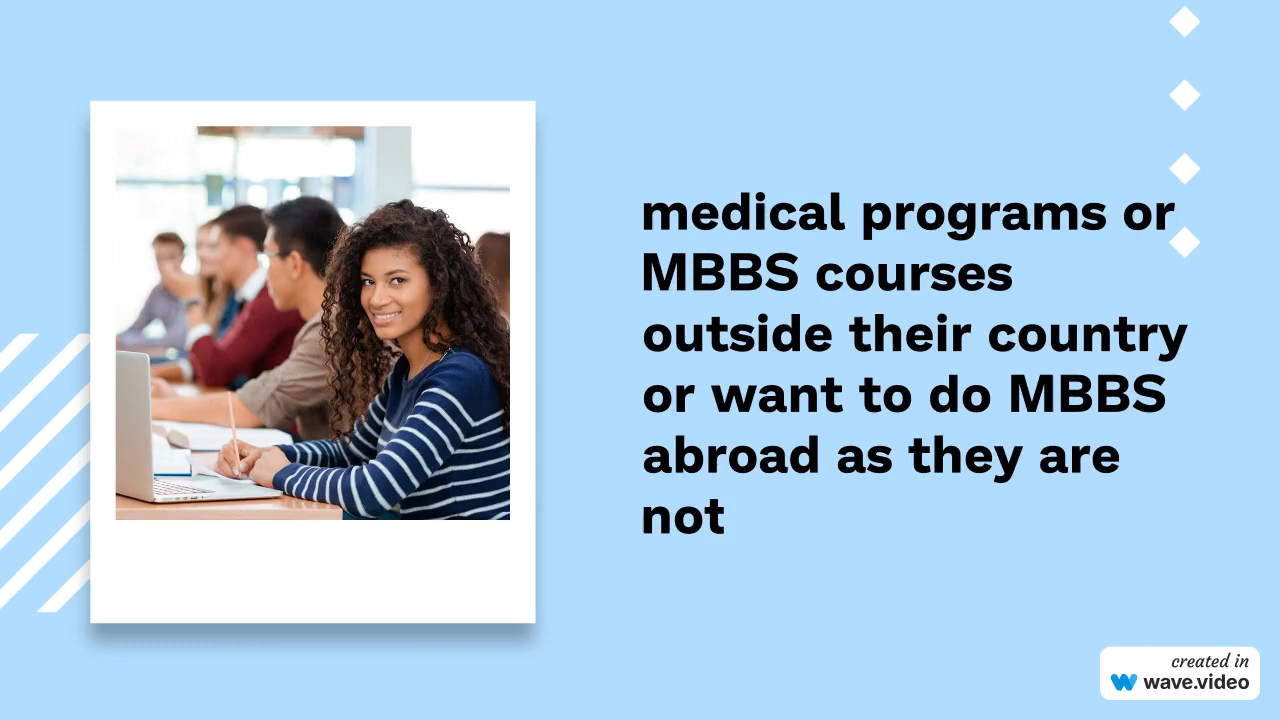 medical programs or
MBBS courses
outside their country
or want to do MBBS
abroad as they are
not
created in
wave.video